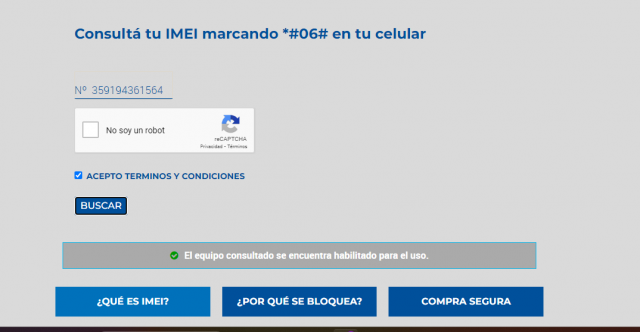 Consultá tu IMEI marcando *#06# en tu celular
Nº 359194361564
No soy un robot
reCAPTCHA
Privacidad - Términos
ACEPTO TERMINOS Y CONDICIONES
BUSCAR
El equipo consultado se encuentra habilitado para el uso.
¿QUÉ ES IMEI?
¿POR QUÉ SE BLOQUEA?
COMPRA SEGURA